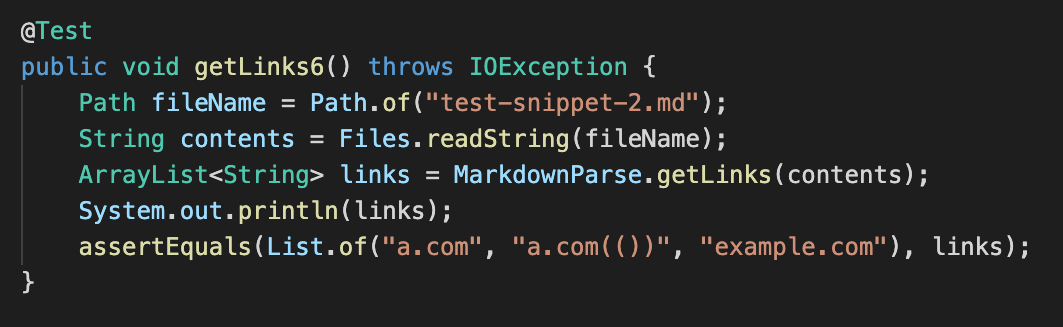 @Test
public void getLinks6() throws IOException {
    Path fileName = Path.of("test-snippet-2.md");
    String contents = Files.readString(fileName);
    ArrayList<String> links = MarkdownParse.getLinks(contents);
    System.out.println(links);
    assertEquals(List.of("a.com", "a.com(())", "example.com"), links);
}